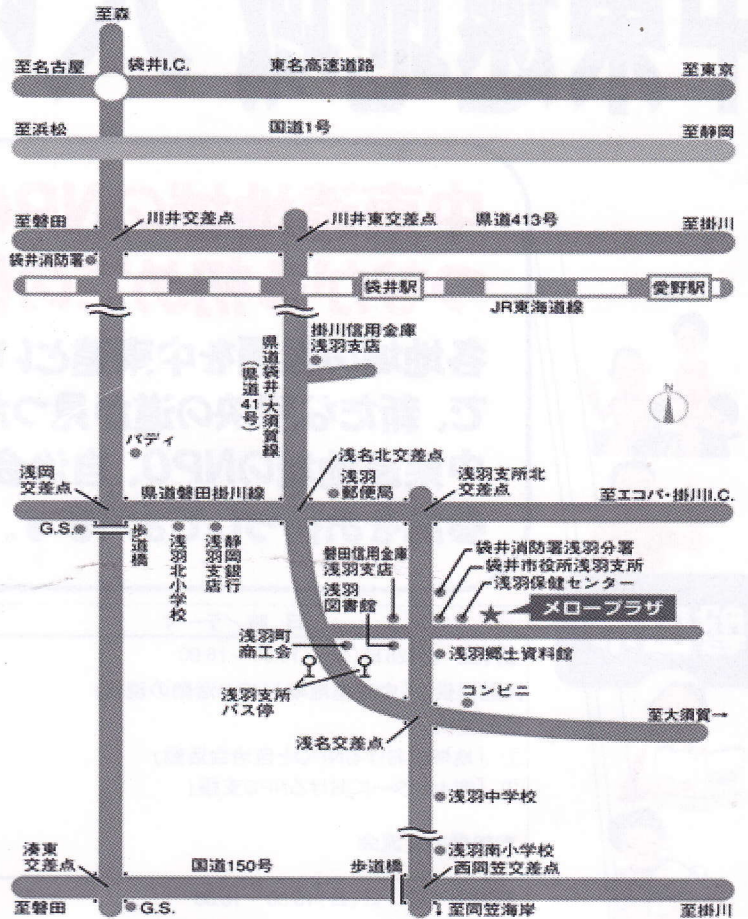 至森
至名古屋
袋井I.C.
東名高速道路
至東京
至浜松
国道1号
至静岡
至磐田
川井交差点
川井東交差点
県道413号
至掛川
袋井消防署
袋井駅
愛野駅
JR東海道線
掛川信用金庫
浅羽支店
県道袋井・大須賀線
(県道41号)
N
パディ
浅岡
交差点
県道磐田掛川線
浅名北交差点
浅羽
郵便局
浅羽支所北
交差点
至エコパ・掛川I.C.
G.S.
歩道橋
浅羽北小学校
静岡銀行
浅羽支店
磐田信用金庫
浅羽支店
浅羽
図書館
袋井消防署浅羽分署
袋井市役所浅羽支所
浅羽保健センター
メロープラザ
浅羽町
商工会
浅羽郷土資料館
浅羽支所
バス停
コンビニ
至大須賀→
浅名交差点
浅羽中学校
浅羽南小学校
湊東
交差点
国道150号
歩道橋
西同笠交差点
至磐田
G.S.
↓至同笠海岸
至掛川